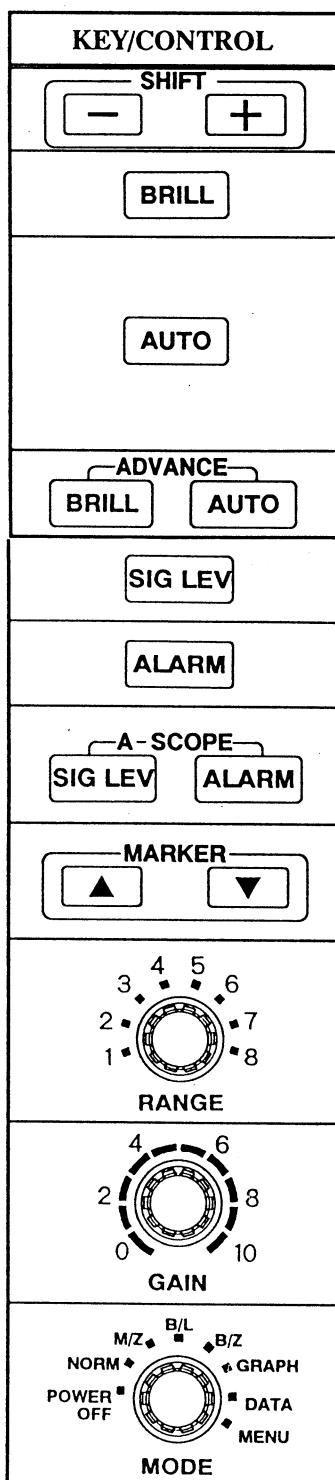 KEY/CONTROL
SHIFT
− +
BRILL
AUTO
ADVANCE
BRILL AUTO
SIG LEV
ALARM
A-SCOPE
SIG LEV ALARM
MARKER
▲ ▼
1 2 3 4 5 6 7 8
RANGE
0 2 4 6 8 10
GAIN
POWER OFF NORM M/Z B/L B/Z GRAPH DATA MENU
MODE